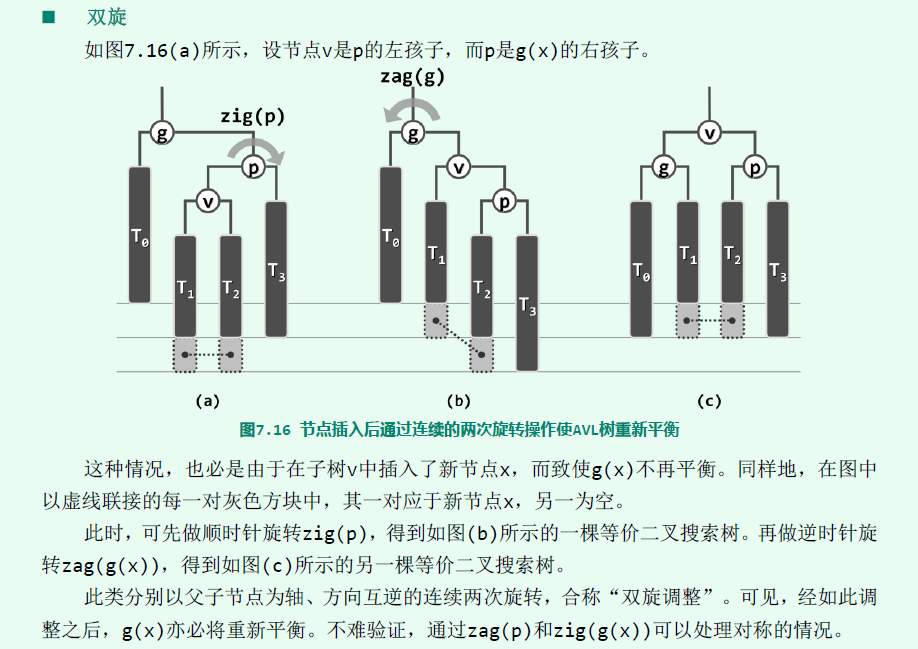 ■ 双旋
如图7.16(a)所示，设节点v是p的左孩子，而p是g(x)的右孩子。
zag(g)
zig(p)
g
p
v
T0
T1
T2
T3
g
v
p
T0
T1
T2
T3
v
g
p
T0
T1
T2
T3
(a)
(b)
(c)
图7.16 节点插入后通过连续的两次旋转操作使AVL树重新平衡
这种情况，也必是由于在子树v中插入了新节点x，而致使g(x)不再平衡。同样地，在图中
以虚线联接的每一对灰色方块中，其一对应于新节点x，另一为空。
此时，可先做顺时针旋转zig(p)，得到如图(b)所示的一棵等价二叉搜索树。再做逆时针旋
转zag(g(x))，得到如图(c)所示的另一棵等价二叉搜索树。
此类分别以父子节点为轴、方向互逆的连续两次旋转，合称“双旋调整”。可见，经如此调
整之后，g(x)亦必将重新平衡。不难验证，通过zag(p)和zig(g(x))可以处理对称的情况。